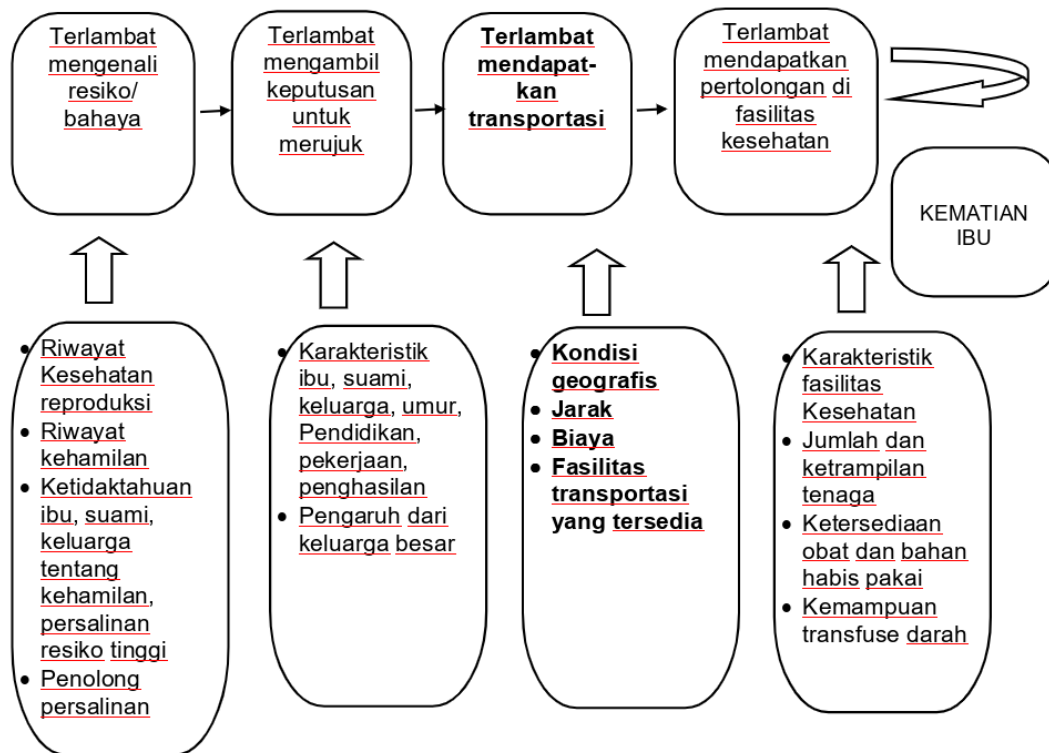 Terlambat
mengenali
resiko/
bahaya
Terlambat
mengambil
keputusan
untuk
merujuk
Terlambat
mendapat-
kan
transportasi
Terlambat
mendapatkan
pertolongan di
fasilitas
kesehatan
KEMATIAN
IBU
• Riwayat
Kesehatan
reproduksi
• Riwayat
kehamilan
• Ketidaktahuan
ibu, suami,
keluarga
tentang
kehamilan,
persalinan
resiko tinggi
• Penolong
persalinan
• Karakteristik
ibu, suami,
keluarga, umur,
Pendidikan,
pekerjaan,
penghasilan
• Pengaruh dari
keluarga besar
• Kondisi
geografis
• Jarak
• Biaya
• Fasilitas
transportasi
yang tersedia
• Karakteristik
fasilitas
Kesehatan
• Jumlah dan
ketrampilan
tenaga
• Ketersediaan
obat dan bahan
habis pakai
• Kemampuan
transfuse darah